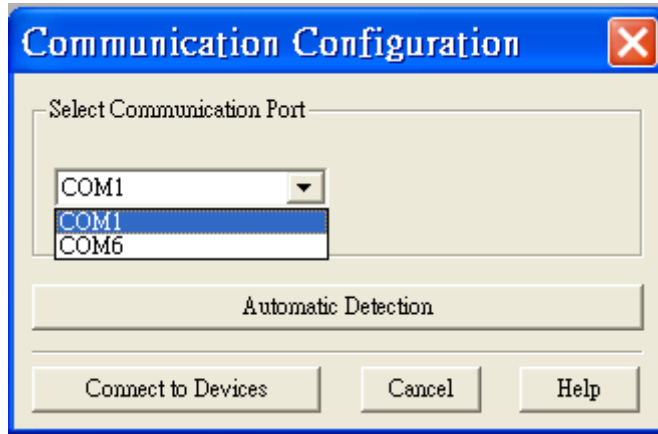 Communication Configuration
Select Communication Port
COM1
COM1
COM6
Automatic Detection
Connect to Devices
Cancel
Help